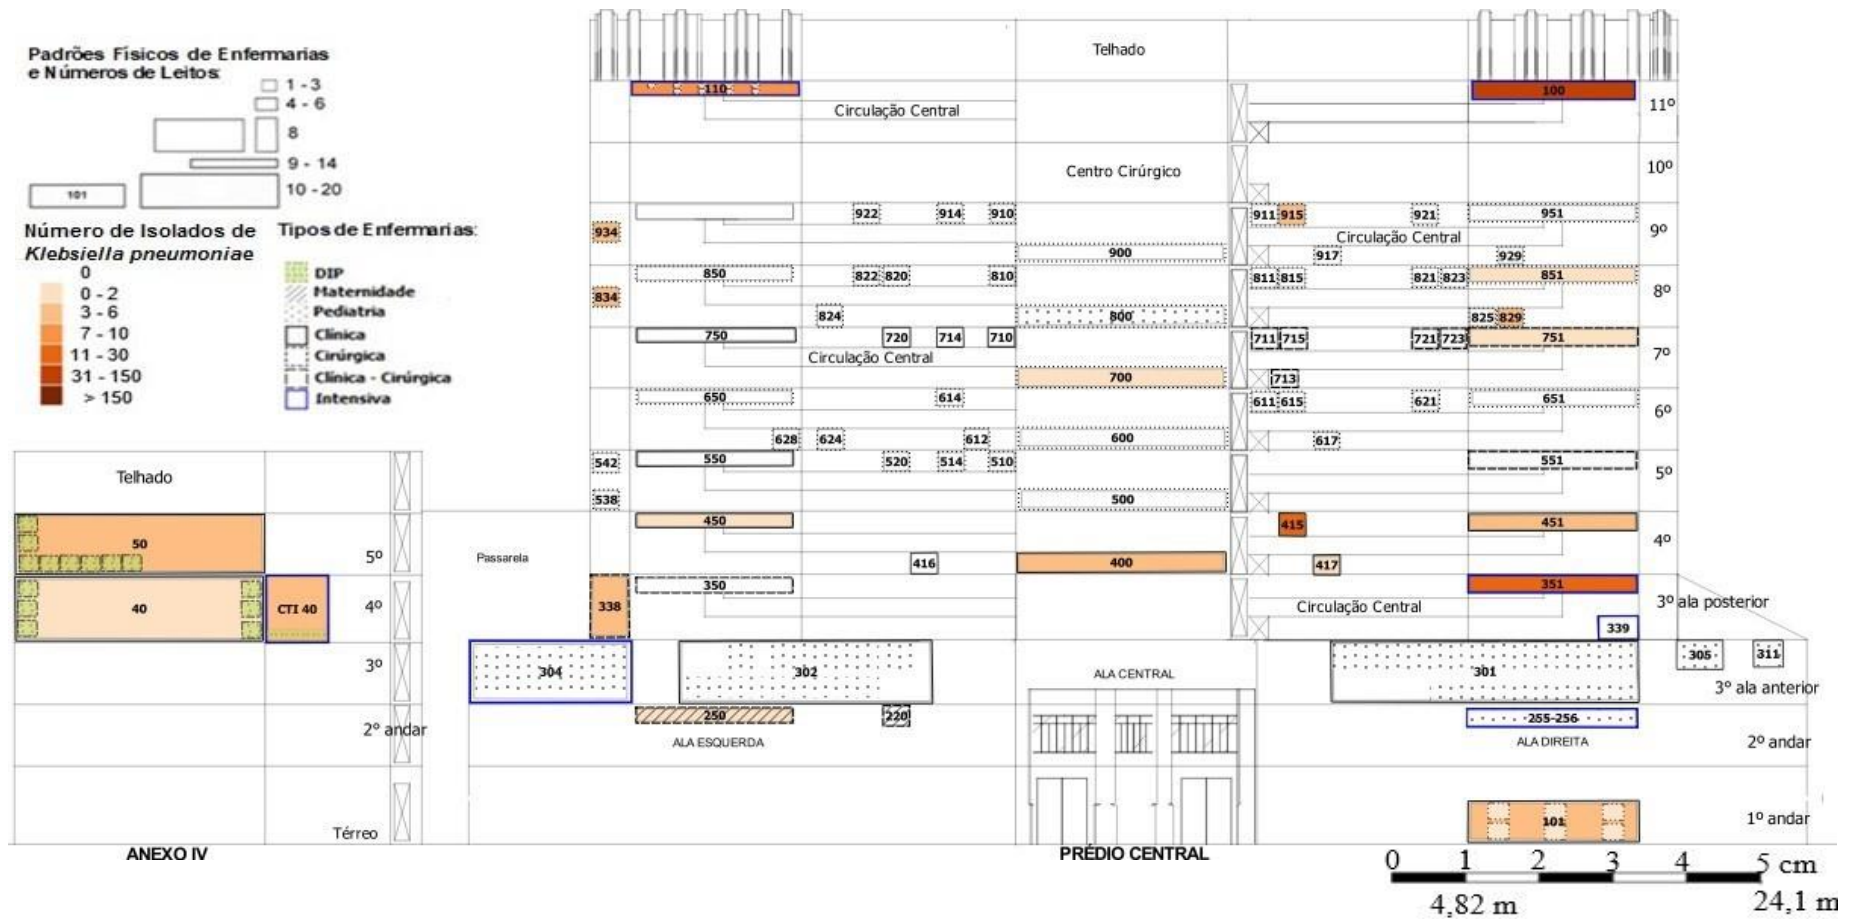 Padrões Físicos de Enfermarias
e Números de Leitos:
1 - 3
4 - 6
8
9 - 14
101
10 - 20
Número de Isolados de
Klebsiella pneumoniae
0
0 - 2
3 - 6
7 - 10
11 - 30
31 - 150
> 150
Tipos de Enfermarias:
DIP
Maternidade
Pediatria
Clínica
Cirúrgica
Clínica - Cirúrgica
Intensiva
Telhado
110
100
Circulação Central
11º
Centro Cirúrgico
10º
922
914
910
911
915
921
951
934
Circulação Central
9º
900
917
929
850
822
820
810
811
815
821
823
851
834
8º
824
800
825
829
750
720
714
710
711
715
721
723
751
Circulação Central
7º
700
713
650
614
611
615
621
651
6º
628
624
612
600
617
542
550
520
514
510
551
5º
538
500
450
415
451
4º
416
400
417
338
350
351
Circulação Central
3º ala posterior
339
304
302
301
305
311
ALA CENTRAL
3º ala anterior
250
220
255-256
ALA ESQUERDA
ALA DIREITA
2º andar
101
1º andar
PRÉDIO CENTRAL
Telhado
50
5º
Passarela
40
CTI 40
4º
3º
2º andar
Térreo
ANEXO IV
0 1 2 3 4 5 cm
4,82 m 24,1 m